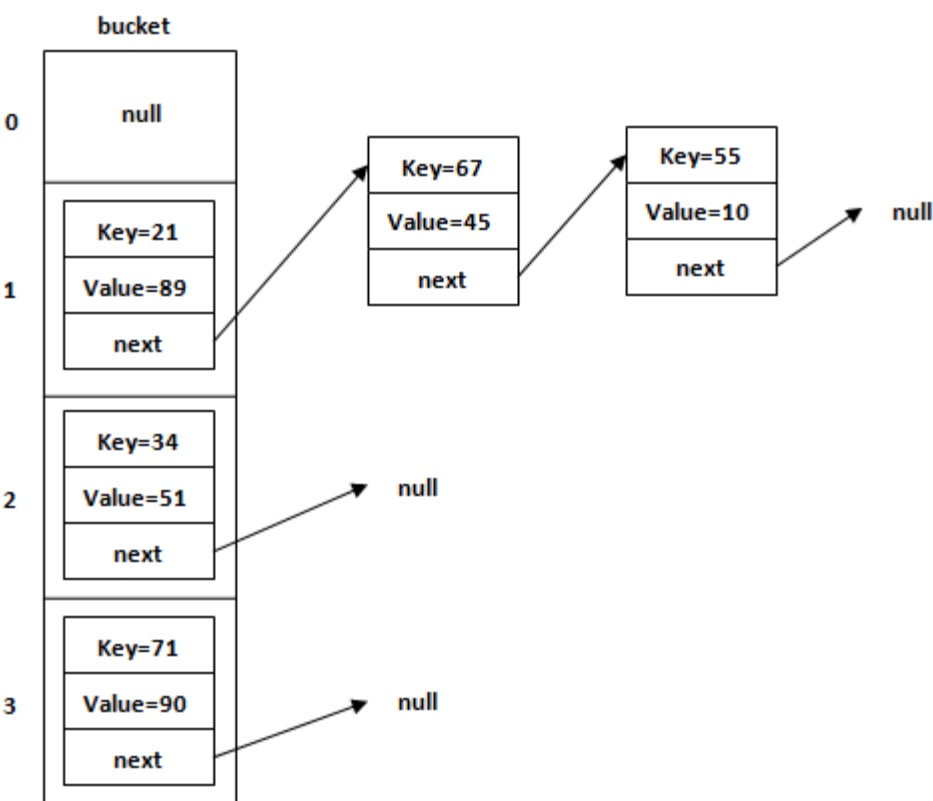 bucket
0
null
1
Key=21
Value=89
next
Key=67
Value=45
next
Key=55
Value=10
next
null
2
Key=34
Value=51
next
null
3
Key=71
Value=90
next
null